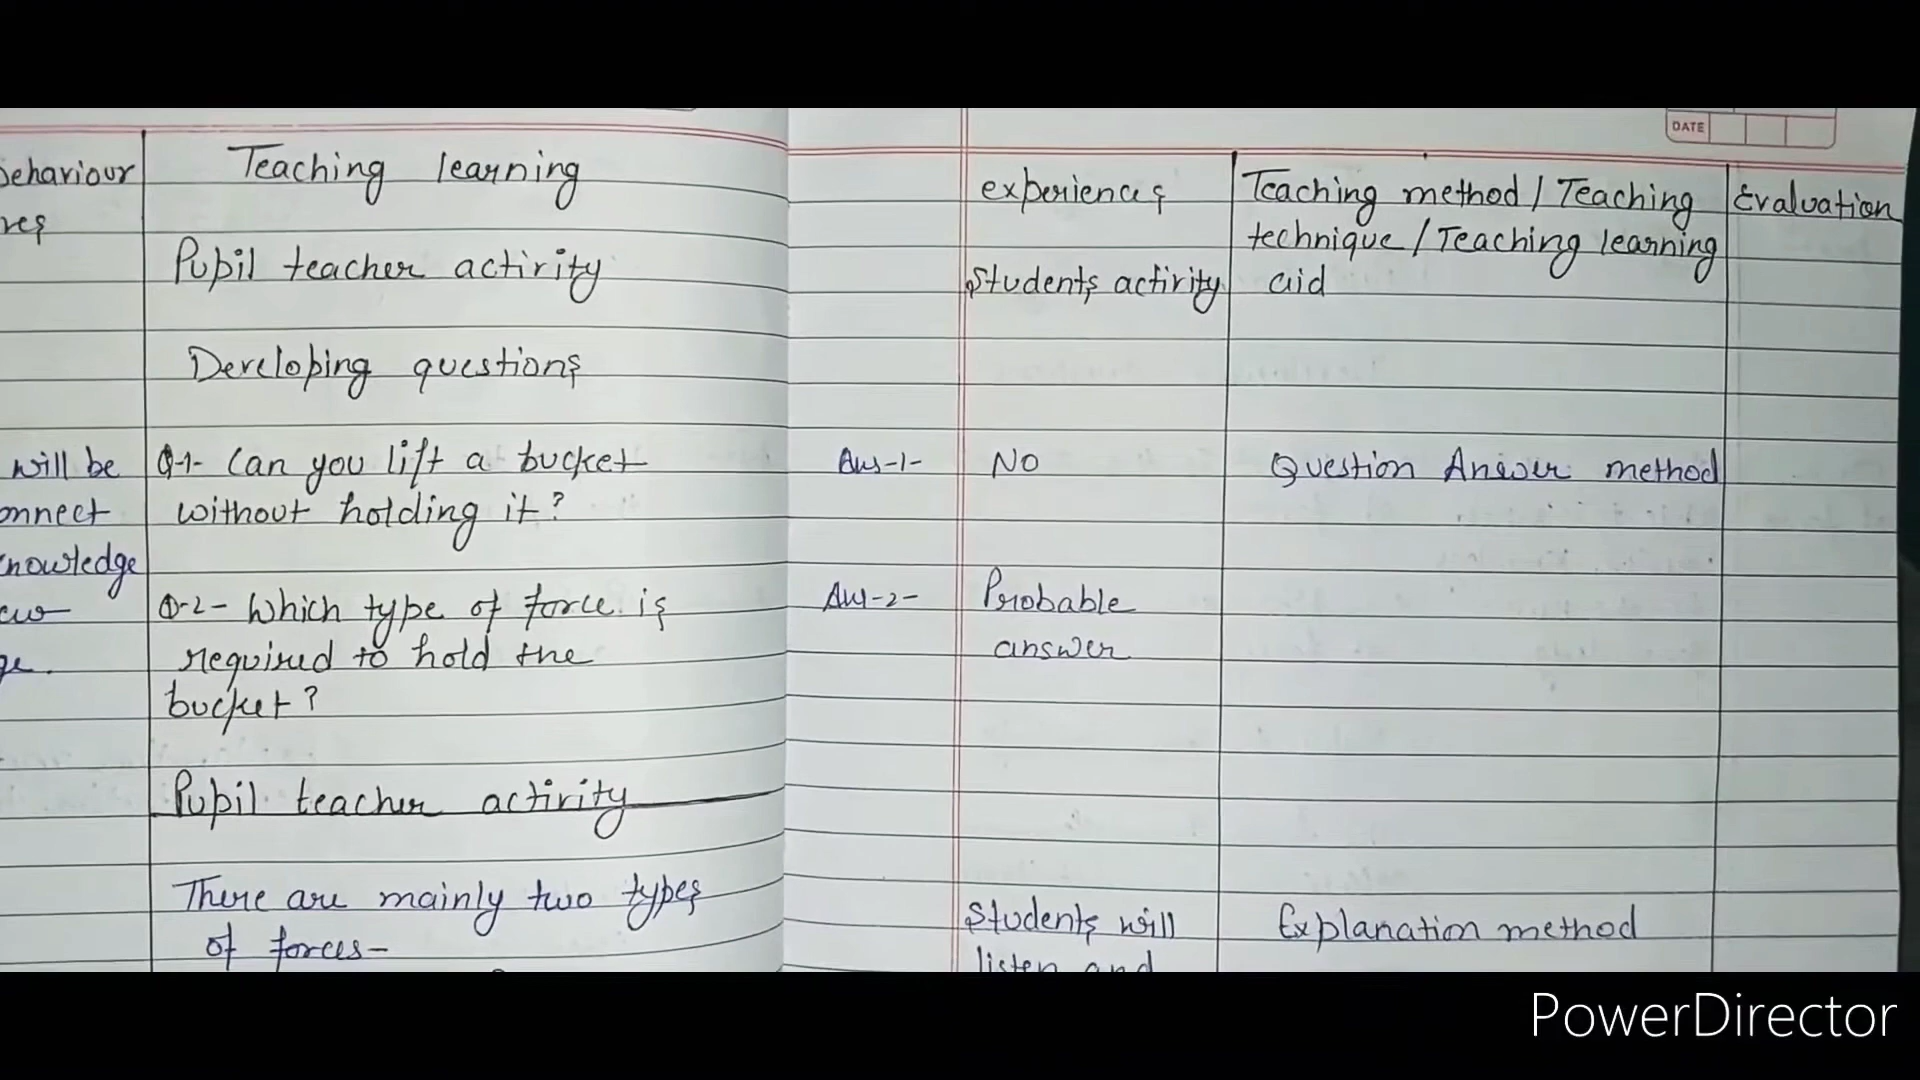 DATE
Behaviour
Teaching learning
experiences
Teaching method / Teaching
Evaluation
technique / Teaching learning
Pupil teacher activity
Students activity
aid
Developing questions
will be
Q-1- Can you lift a bucket
Ans-1-
No
Question Answer method
without holding it?
knowledge
Q-2- Which type of force is
Ans-2-
Probable
required to hold the
answer
bucket?
Pupil teacher activity
There are mainly two types
Students will
Explanation method
of forces-
listen and
PowerDirector